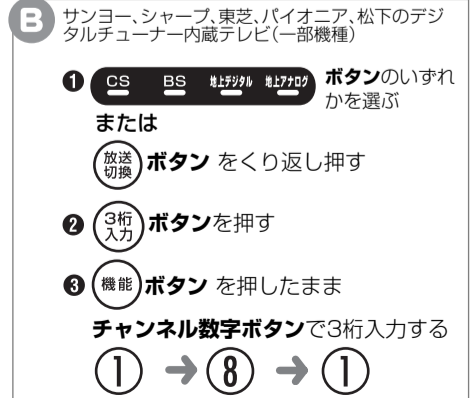 B サンヨー、シャープ、東芝、パイオニア、松下のデジ
タルチューナー内蔵テレビ(一部機種)
❶ CS BS 地上デジタル 地上アナログ ボタンのいずれ
かを選ぶ
または
放送
切換 ボタン をくり返し押す
❷ 3桁
入力 ボタンを押す
❸ 機能 ボタン を押したまま
チャンネル数字ボタンで3桁入力する
① → ⑧ → ①